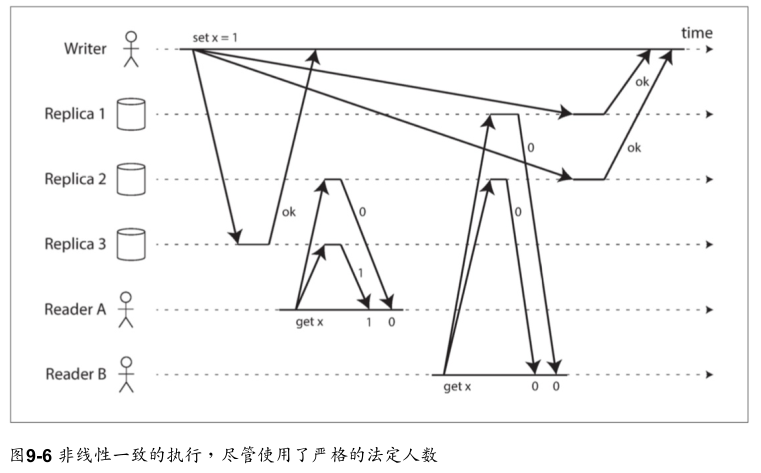 time
set x = 1
Writer
ok
Replica 1
0
ok
Replica 2
ok
0
0
Replica 3
1
Reader A
get x
1
0
Reader B
get x
0
0
图9-6 非线性一致的执行，尽管使用了严格的法定人数